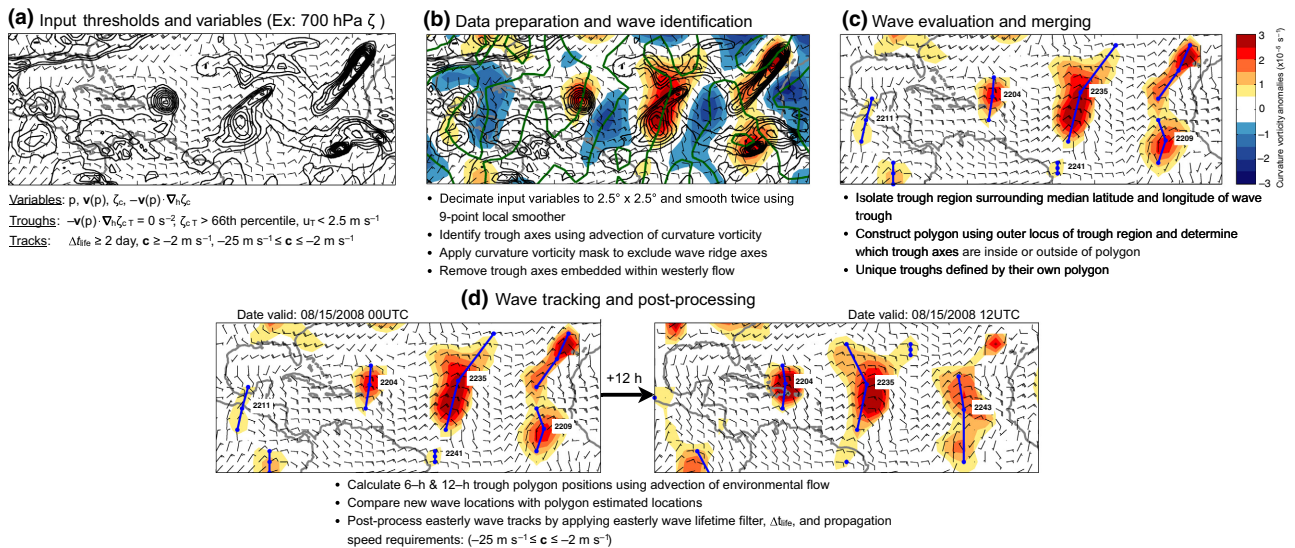 (a) Input thresholds and variables (Ex: 700 hPa ζ )
Variables: p, v(p), ζc, −v(p)·∇hζc
Troughs: −v(p)·∇hζc T = 0 s⁻², ζc T > 66th percentile, uT < 2.5 m s⁻¹
Tracks: Δtlife ≥ 2 day, c ≥ −2 m s⁻¹, −25 m s⁻¹ ≤ c ≤ −2 m s⁻¹
(b) Data preparation and wave identification
• Decimate input variables to 2.5° x 2.5° and smooth twice using
9-point local smoother
• Identify trough axes using advection of curvature vorticity
• Apply curvature vorticity mask to exclude wave ridge axes
• Remove trough axes embedded within westerly flow
(c) Wave evaluation and merging
2211
2204
2235
2241
2209
3
2
1
0
−1
−2
−3
Curvature vorticity anomalies (x10⁻⁵ s⁻¹)
• Isolate trough region surrounding median latitude and longitude of wave
trough
• Construct polygon using outer locus of trough region and determine
which trough axes are inside or outside of polygon
• Unique troughs defined by their own polygon
(d) Wave tracking and post-processing
Date valid: 08/15/2008 00UTC
2211
2204
2235
2241
2209
+12 h
Date valid: 08/15/2008 12UTC
2204
2235
2243
• Calculate 6–h & 12–h trough polygon positions using advection of environmental flow
• Compare new wave locations with polygon estimated locations
• Post-process easterly wave tracks by applying easterly wave lifetime filter, Δtlife, and propagation
speed requirements: (−25 m s⁻¹ ≤ c ≤ −2 m s⁻¹)